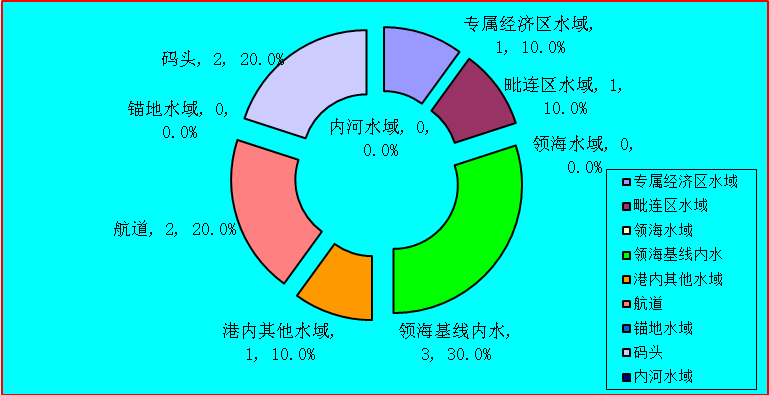 专属经济区水域,
1, 10.0%
毗连区水域, 1,
10.0%
领海水域, 0,
0.0%
领海基线内水,
3, 30.0%
港内其他水域,
1, 10.0%
航道, 2, 20.0%
锚地水域, 0,
0.0%
码头, 2, 20.0%
内河水域, 0,
0.0%
专属经济区水域
毗连区水域
领海水域
领海基线内水
港内其他水域
航道
锚地水域
码头
内河水域